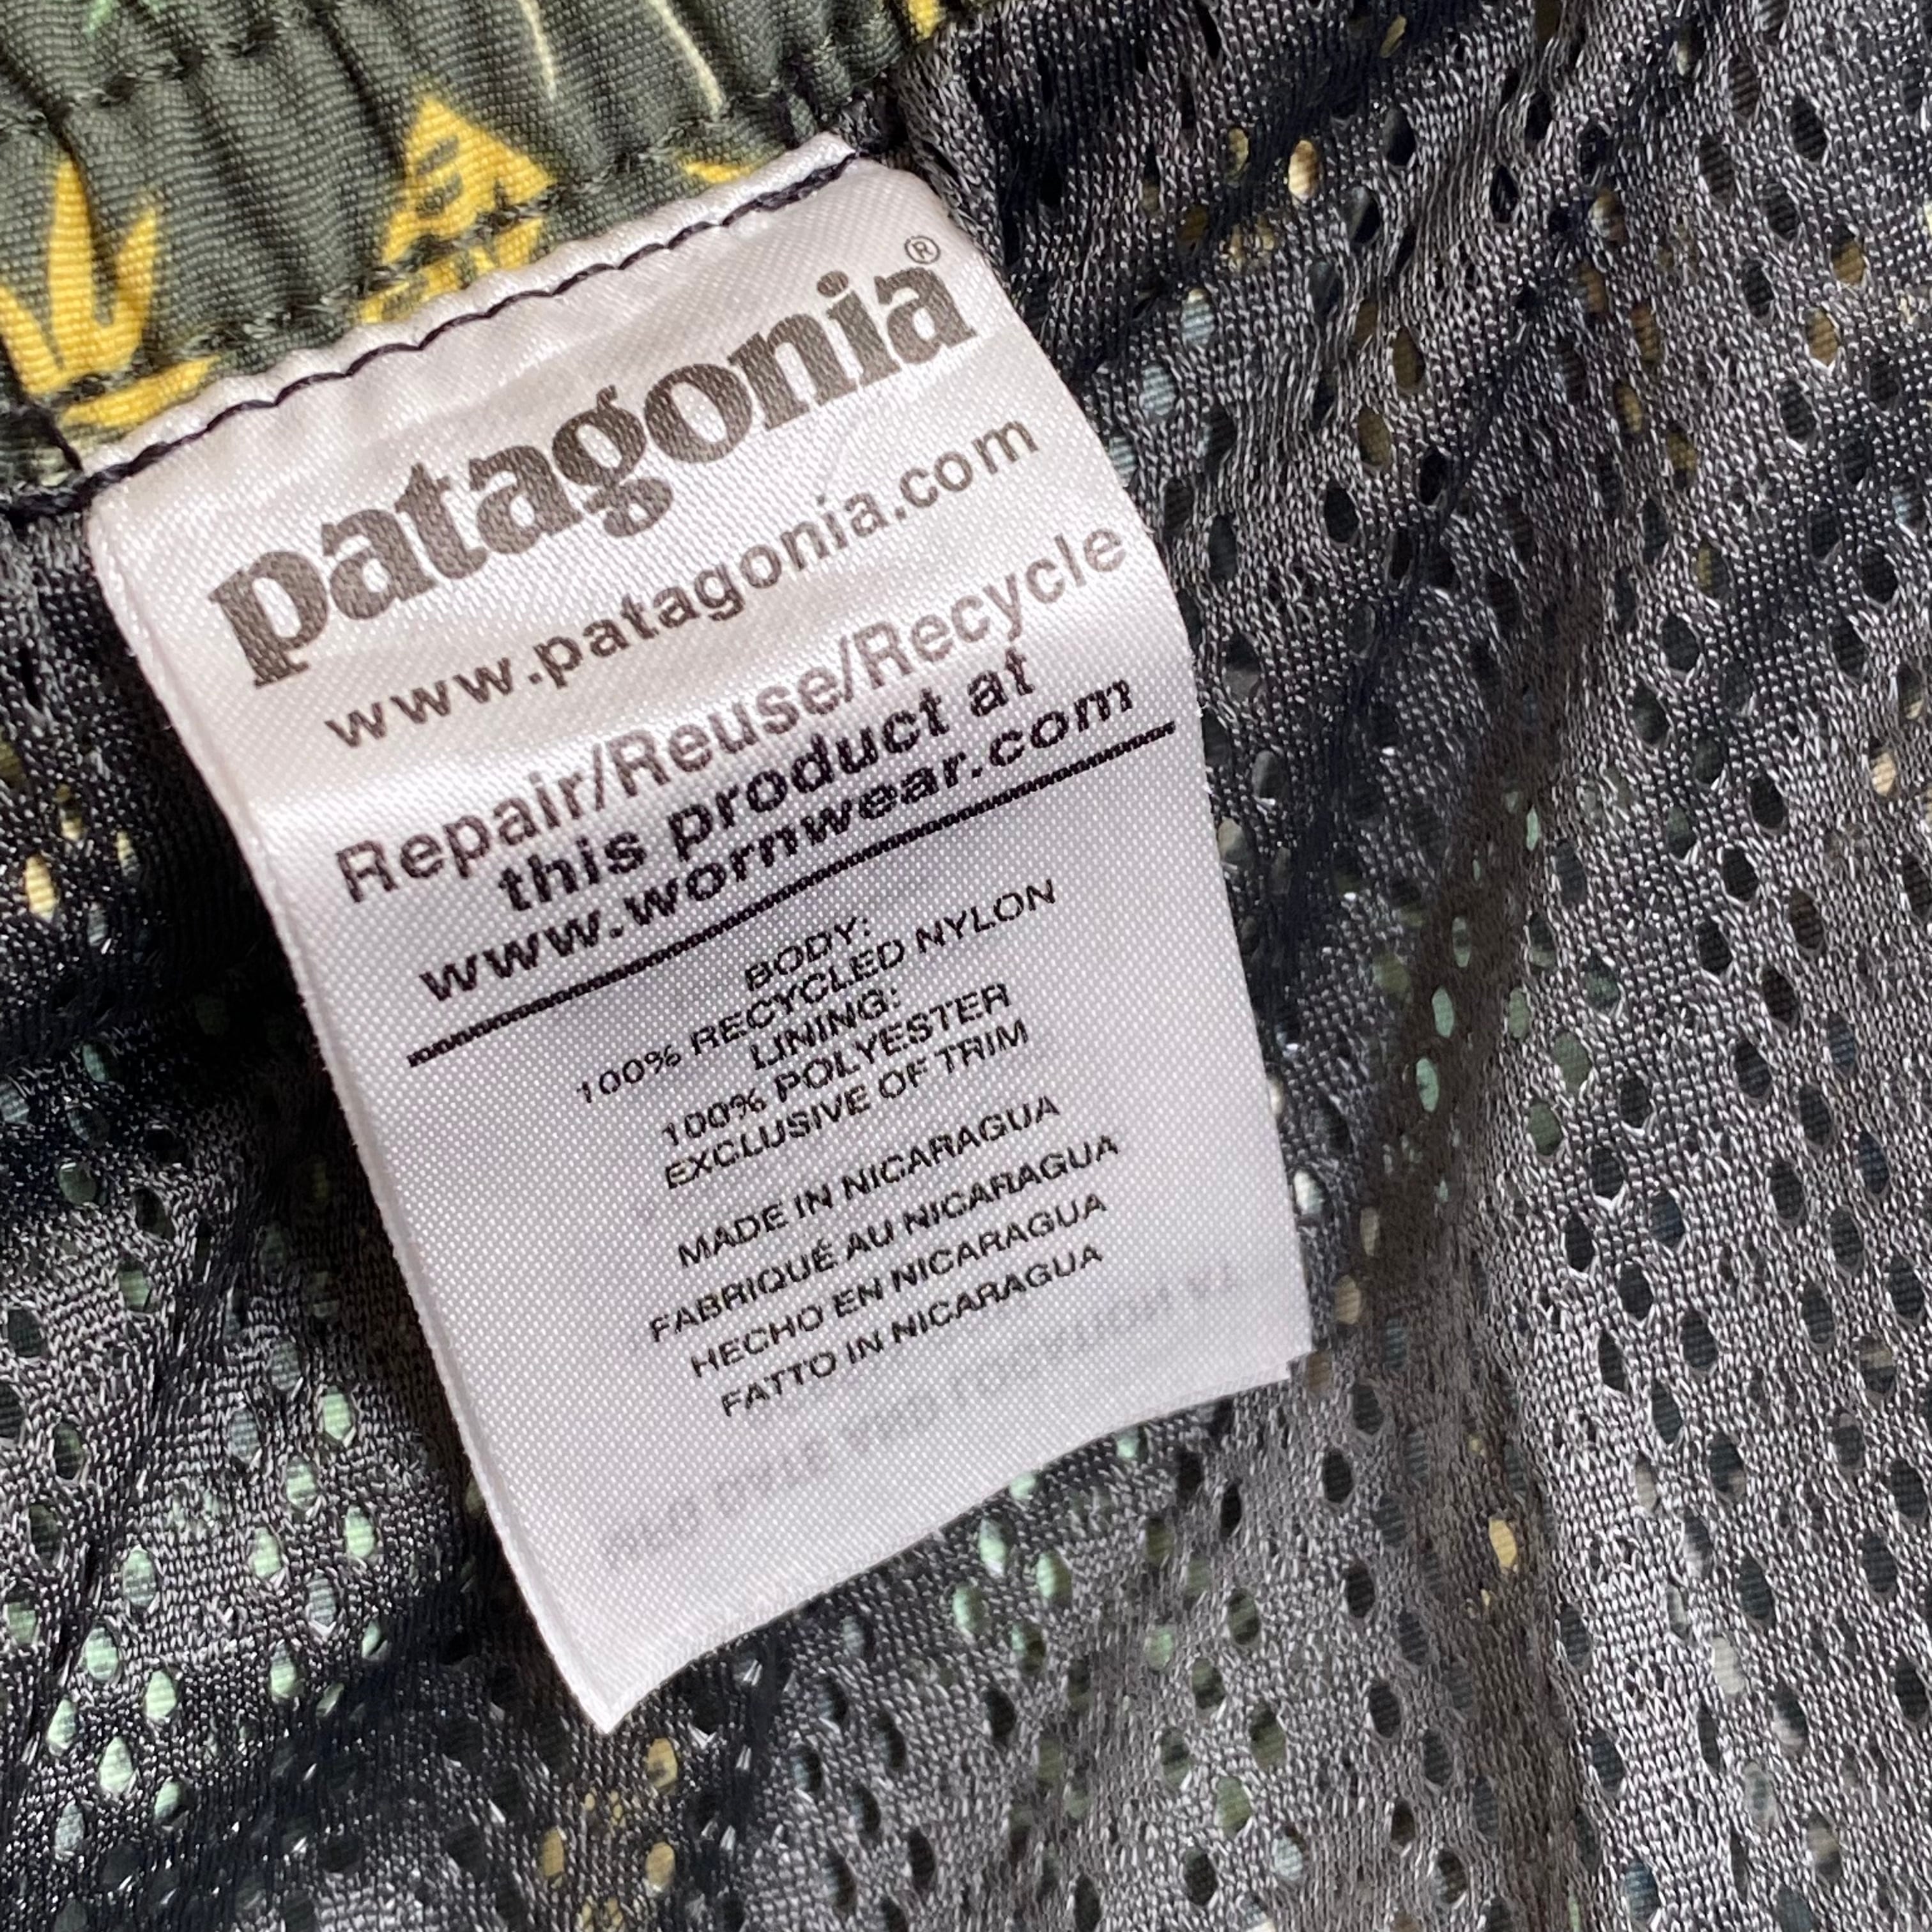 patagonia®
www.patagonia.com
Repair/Reuse/Recycle
this product at
www.wornwear.com
BODY:
100% RECYCLED NYLON
LINING:
100% POLYESTER
EXCLUSIVE OF TRIM
MADE IN NICARAGUA
FABRIQUÉ AU NICARAGUA
HECHO EN NICARAGUA
FATTO IN NICARAGUA